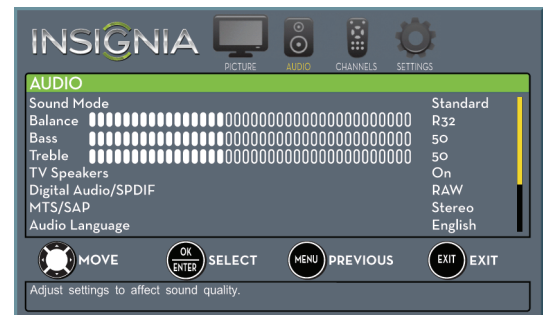 INSIGNIA
PICTURE AUDIO CHANNELS SETTINGS
AUDIO
Sound Mode Standard
Balance R32
Bass 50
Treble 50
TV Speakers On
Digital Audio/SPDIF RAW
MTS/SAP Stereo
Audio Language English
MOVE OK ENTER SELECT MENU PREVIOUS EXIT EXIT
Adjust settings to affect sound quality.